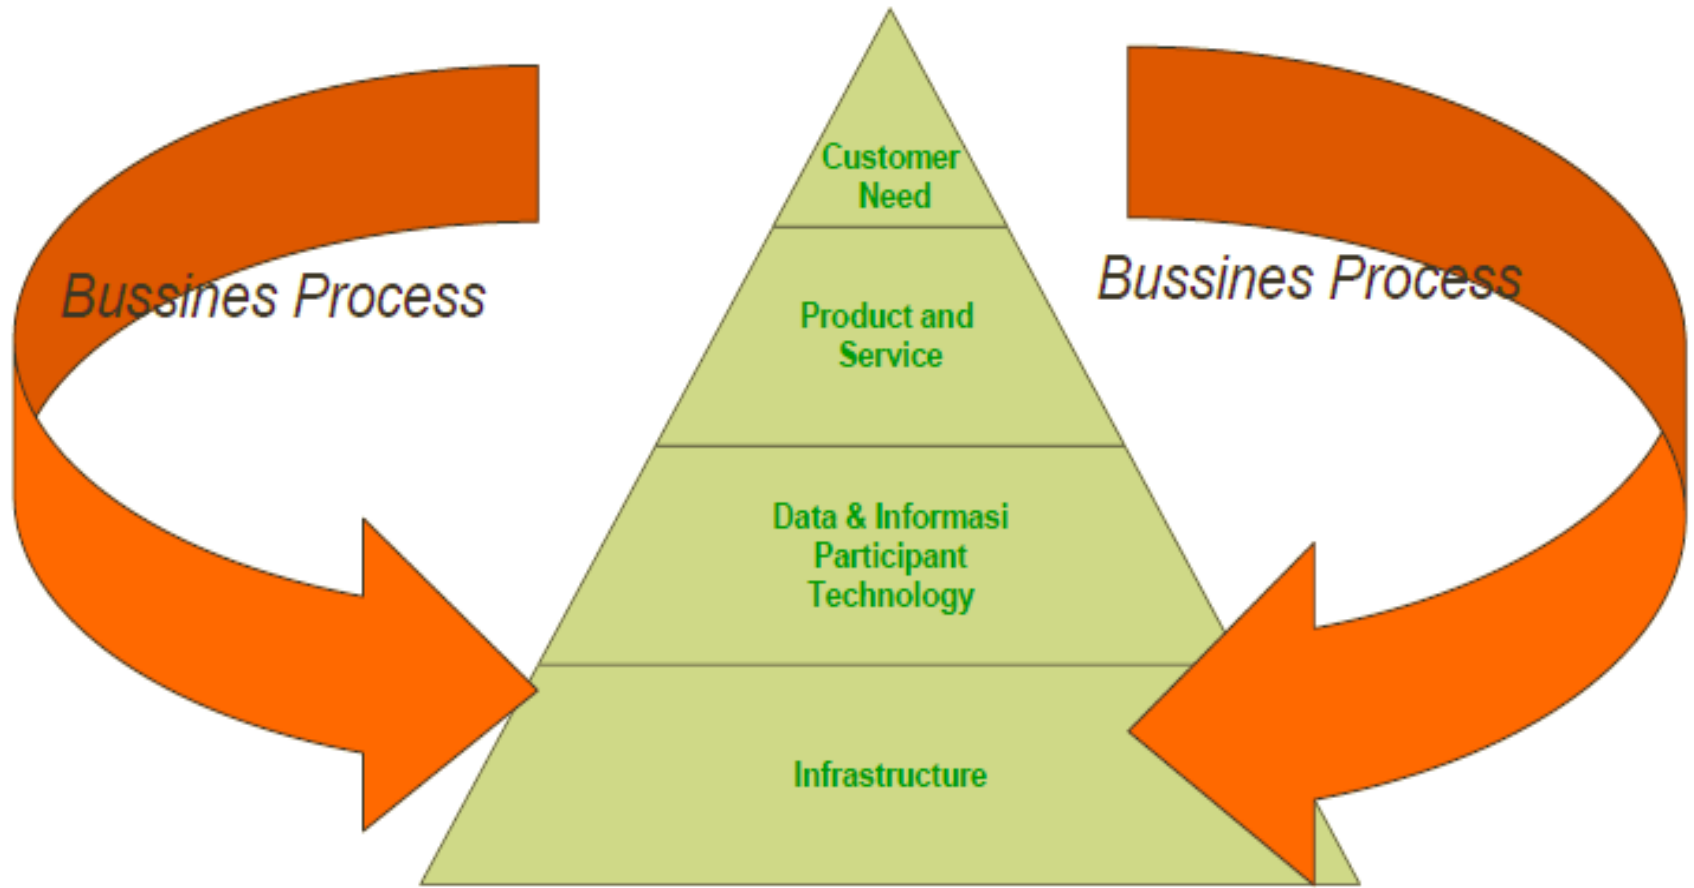 Customer
Need
Bussines Process
Bussines Process
Product and
Service
Data & Informasi
Participant
Technology
Infrastructure